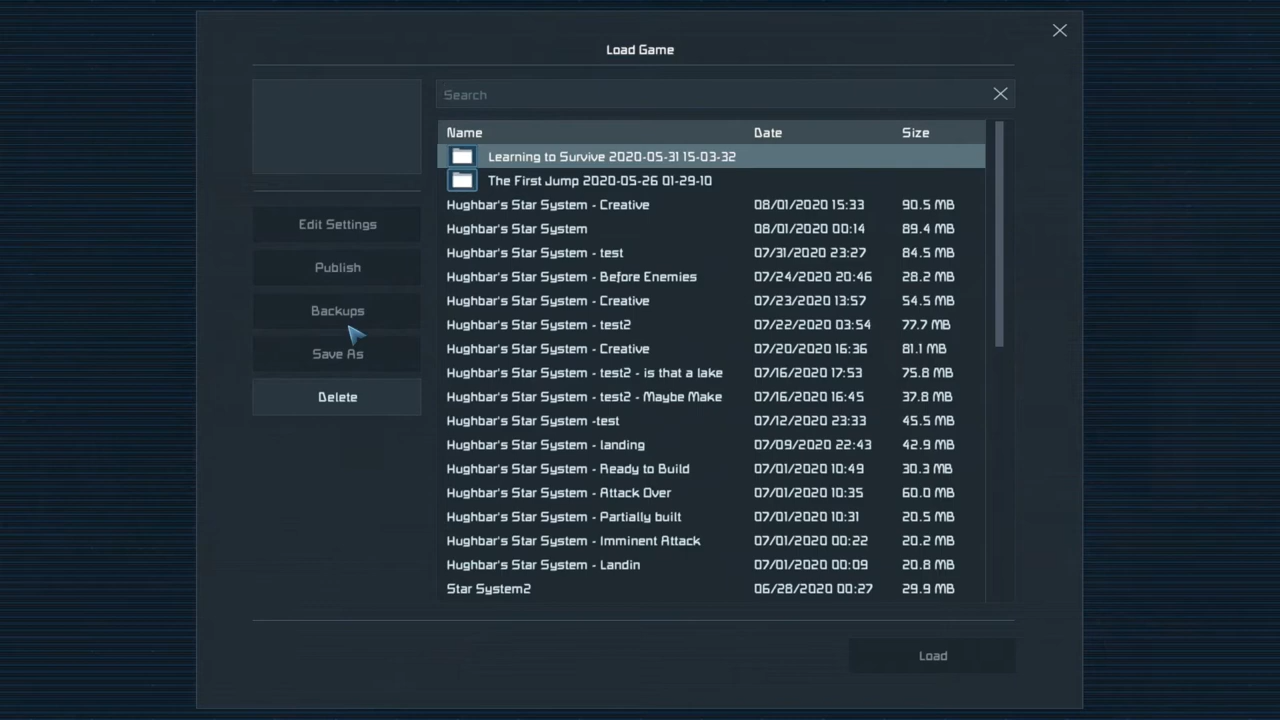 Load Game
Search
Name Date Size
Learning to Survive 2020-05-31 15-03-32
The First Jump 2020-05-26 01-29-10
Hughbar's Star System - Creative 08/01/2020 15:33 90.5 MB
Hughbar's Star System 08/01/2020 00:14 89.4 MB
Hughbar's Star System - test 07/31/2020 23:27 84.5 MB
Hughbar's Star System - Before Enemies 07/24/2020 20:46 28.2 MB
Hughbar's Star System - Creative 07/23/2020 13:57 54.5 MB
Hughbar's Star System - test2 07/22/2020 03:54 77.7 MB
Hughbar's Star System - Creative 07/20/2020 16:36 81.1 MB
Hughbar's Star System - test2 - is that a lake 07/16/2020 17:53 75.8 MB
Hughbar's Star System - test2 - Maybe Make 07/16/2020 16:45 37.8 MB
Hughbar's Star System -test 07/12/2020 23:33 45.5 MB
Hughbar's Star System - landing 07/09/2020 22:43 42.9 MB
Hughbar's Star System - Ready to Build 07/01/2020 10:49 30.3 MB
Hughbar's Star System - Attack Over 07/01/2020 10:35 60.0 MB
Hughbar's Star System - Partially built 07/01/2020 10:31 20.5 MB
Hughbar's Star System - Imminent Attack 07/01/2020 00:22 20.2 MB
Hughbar's Star System - Landin 07/01/2020 00:09 20.8 MB
Star System2 06/28/2020 00:27 29.9 MB
Edit Settings
Publish
Backups
Save As
Delete
Load